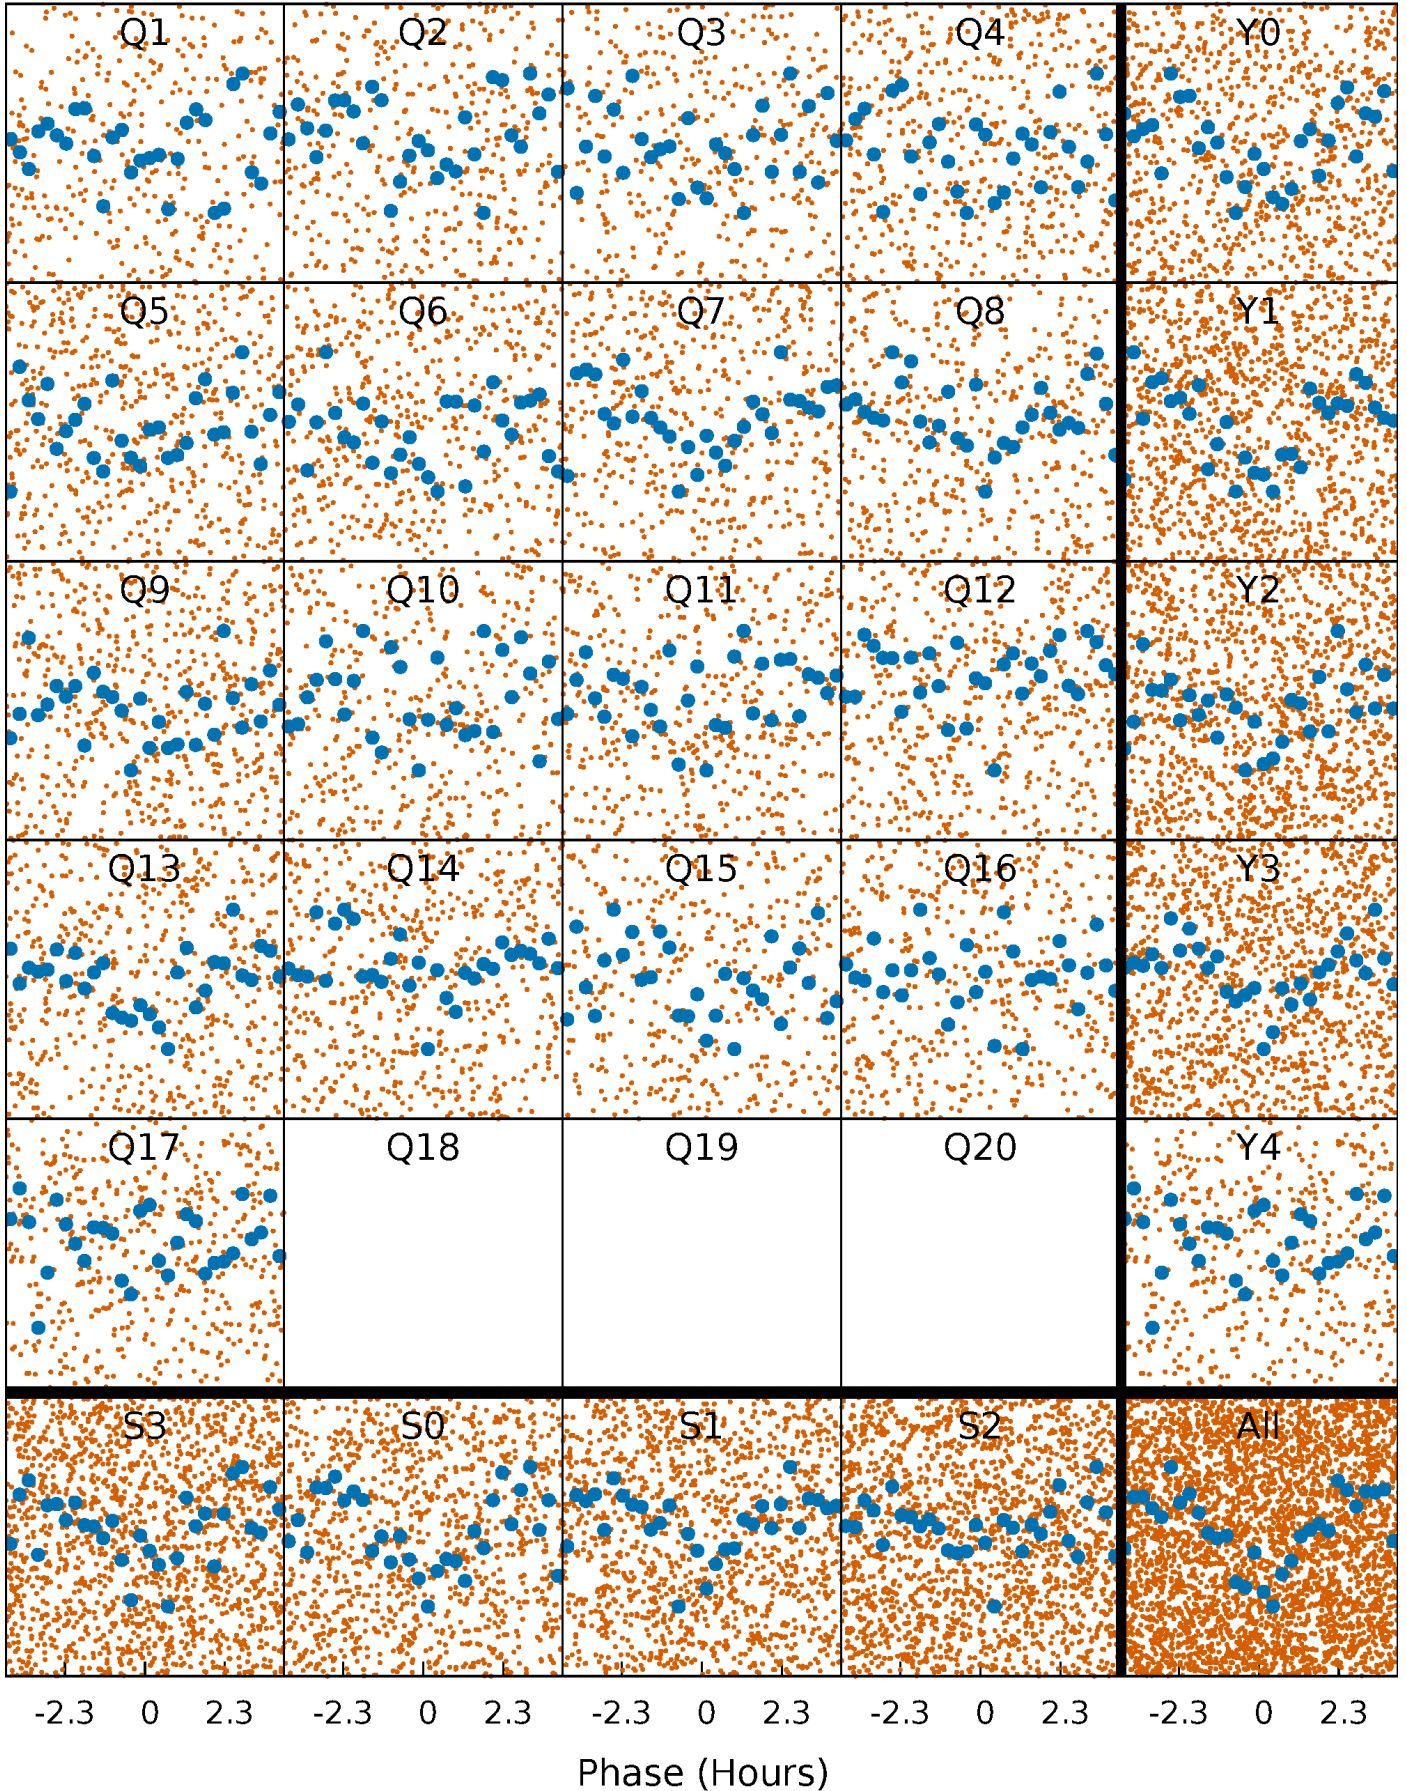 Q1 Q2 Q3 Q4 Y0
Q5 Q6 Q7 Q8 Y1
Q9 Q10 Q11 Q12 Y2
Q13 Q14 Q15 Q16 Y3
Q17 Q18 Q19 Q20 Y4
S3 S0 S1 S2 All
-2.3 0 2.3 -2.3 0 2.3 -2.3 0 2.3 -2.3 0 2.3 -2.3 0 2.3
Phase (Hours)